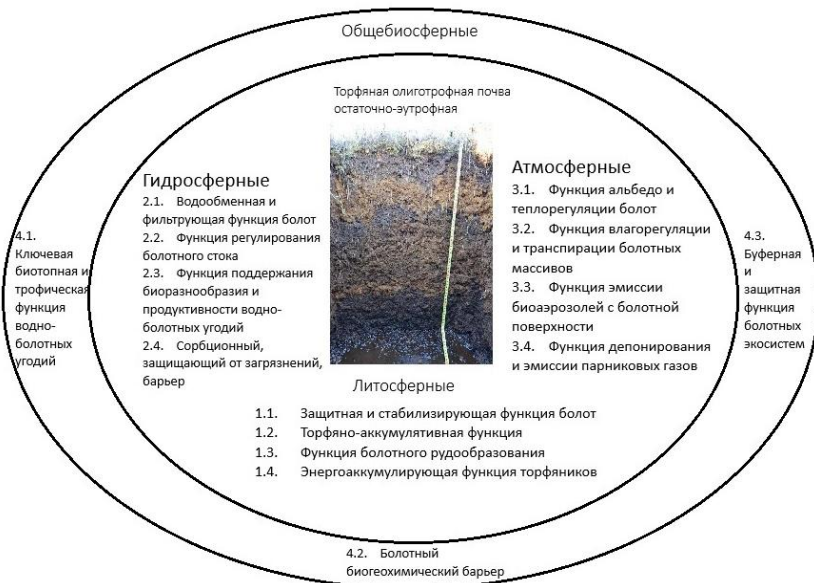 Общебиосферные
Торфяная олиготрофная почва
остаточно-эутрофная
Гидросферные
2.1. Водообменная и
фильтрующая функция болот
2.2. Функция регулирования
болотного стока
2.3. Функция поддержания
биоразнообразия и
продуктивности водно-
болотных угодий
2.4. Сорбционный,
защищающий от загрязнений,
барьер
Атмосферные
3.1. Функция альбедо и
теплорегуляции болот
3.2. Функция влагорегуляции
и транспирации болотных
массивов
3.3. Функция эмиссии
биоаэрозолей с болотной
поверхности
3.4. Функция депонирования
и эмиссии парниковых газов
4.1.
Ключевая
биотопная и
трофическая
функция
водно-
болотных
угодий
4.3.
Буферная
и
защитная
функция
болотных
экосистем
Литосферные
1.1. Защитная и стабилизирующая функция болот
1.2. Торфяно-аккумулятивная функция
1.3. Функция болотного рудообразования
1.4. Энергоаккумулирующая функция торфяников
4.2. Болотный
биогеохимический барьер